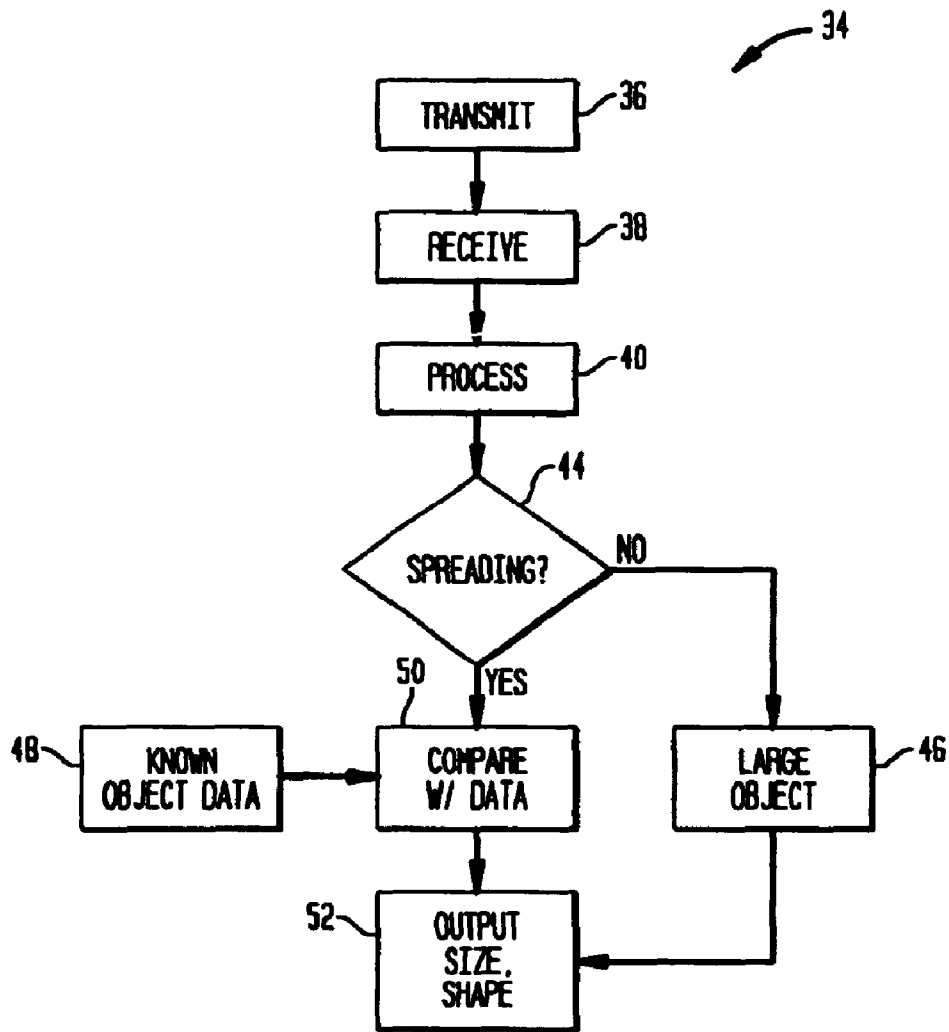 34
TRANSMIT
36
RECEIVE
38
PROCESS
40
44
SPREADING?
NO
YES
50
48
KNOWN
OBJECT DATA
COMPARE
W/ DATA
LARGE
OBJECT
46
52
OUTPUT
SIZE,
SHAPE